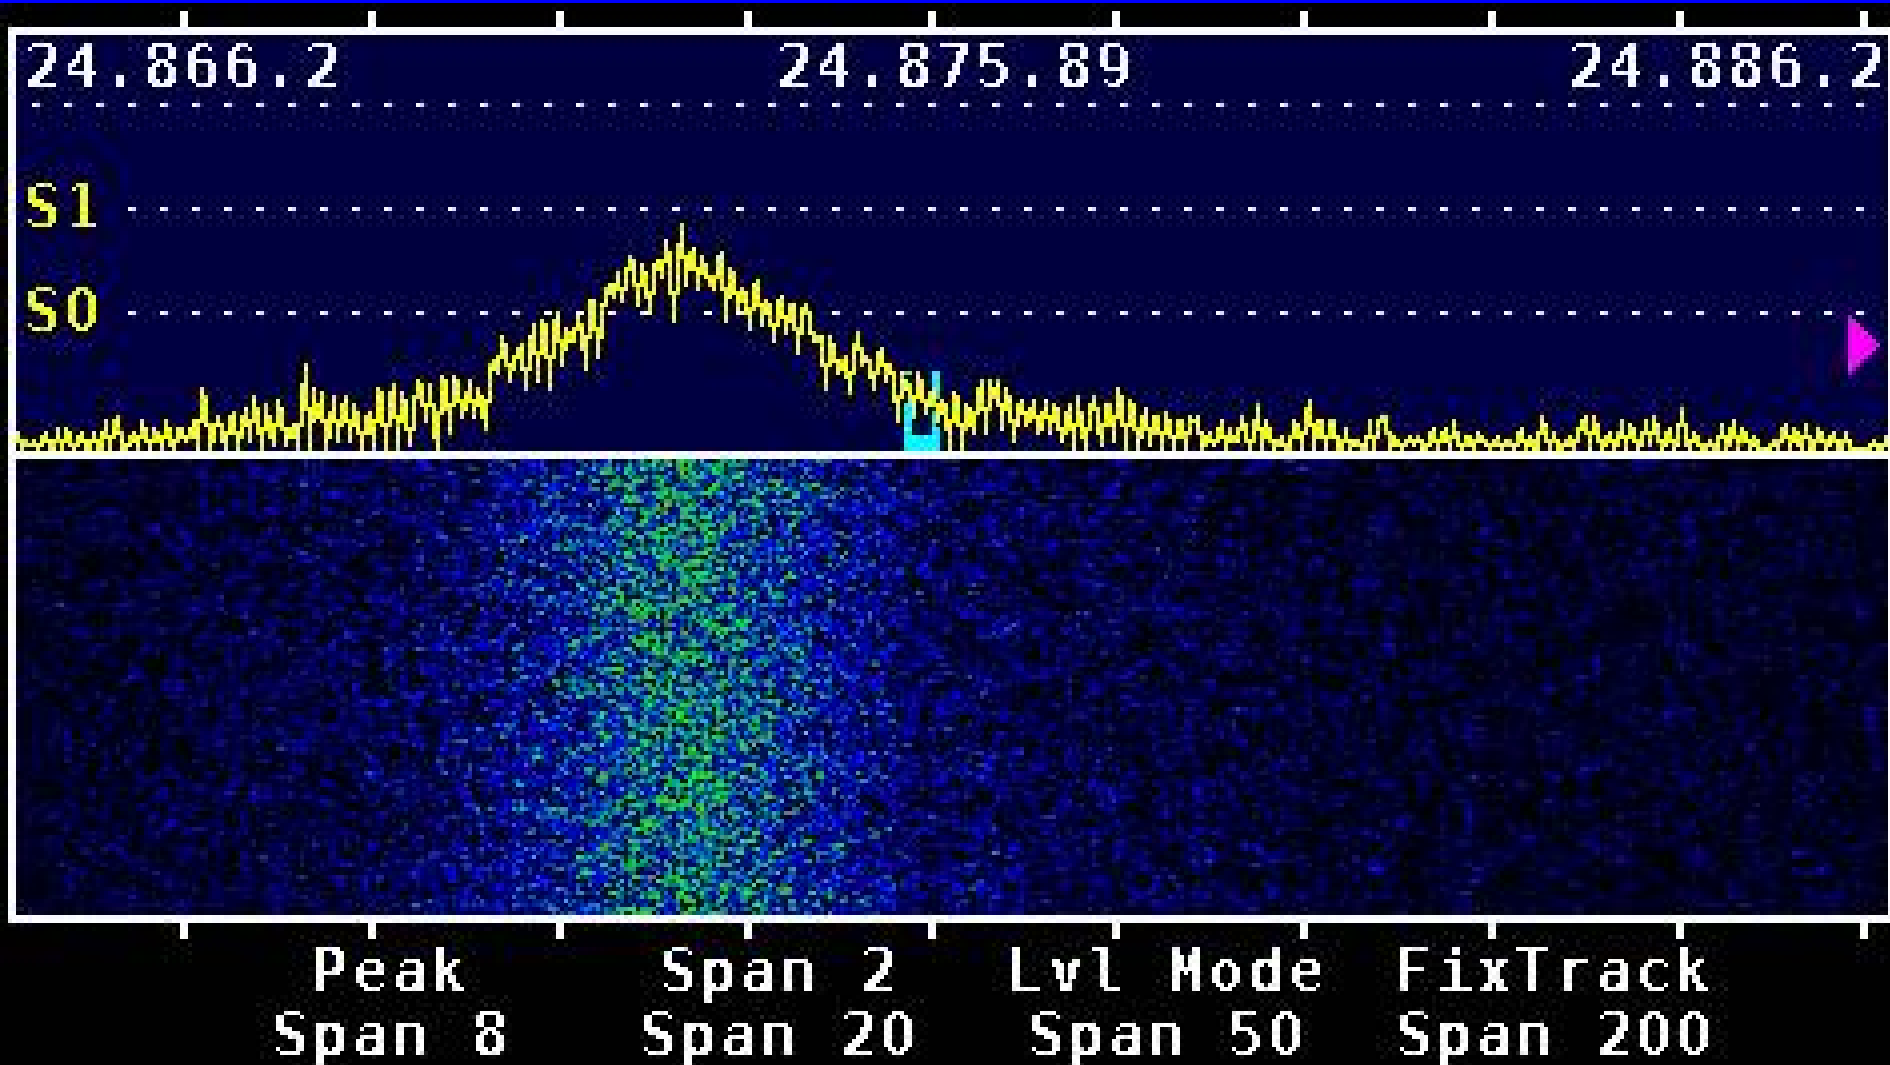 24.866.2 24.875.89 24.886.2
S1
S0
Peak Span 2 Lvl Mode FixTrack
Span 8 Span 20 Span 50 Span 200